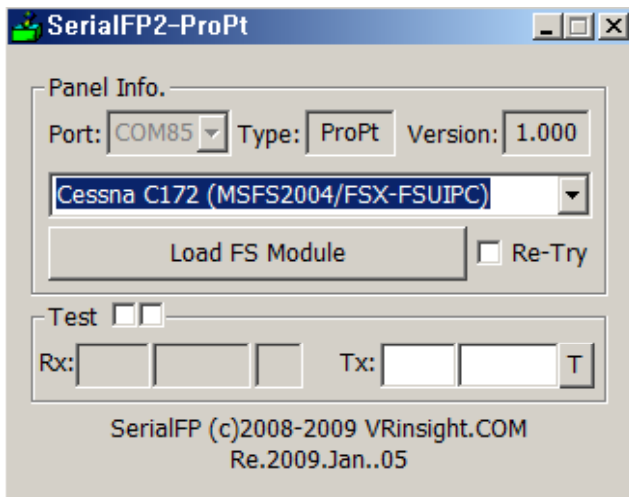 SerialFP2-ProPt
Panel Info.
Port: COM85 Type: ProPt Version: 1.000
Cessna C172 (MSFS2004/FSX-FSUIPC)
Load FS Module Re-Try
Test
Rx: Tx: T
SerialFP (c)2008-2009 VRinsight.COM
Re.2009.Jan..05